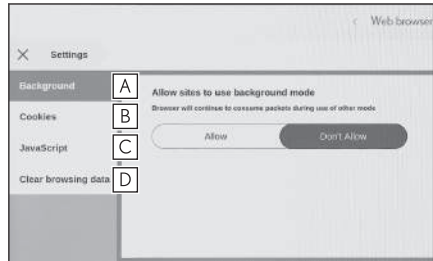 Web browser
Settings
Background A
Cookies B
JavaScript C
Clear browsing data D
Allow sites to use background mode
Browser will continue to consume packets during use of other mode
Allow Don't Allow